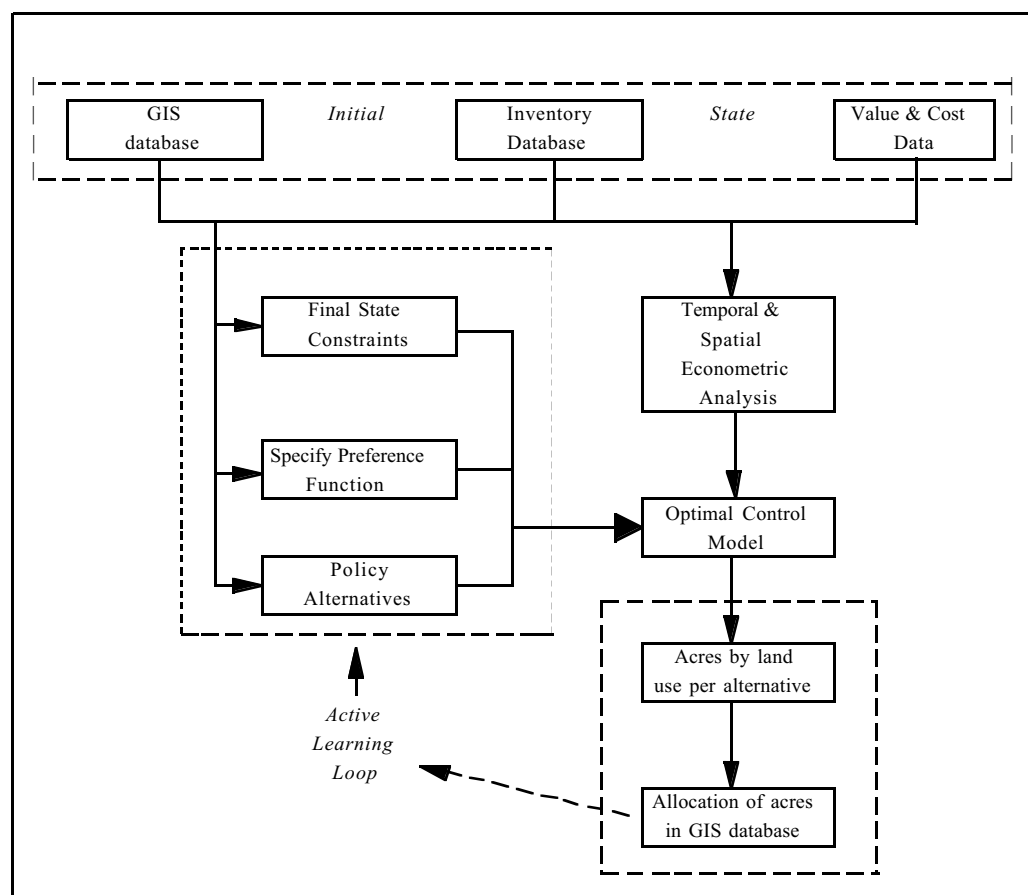 GIS
database
Initial
Inventory
Database
State
Value & Cost
Data
Final State
Constraints
Temporal &
Spatial
Econometric
Analysis
Specify Preference
Function
Optimal Control
Model
Policy
Alternatives
Acres by land
use per alternative
Active
Learning
Loop
Allocation of acres
in GIS database